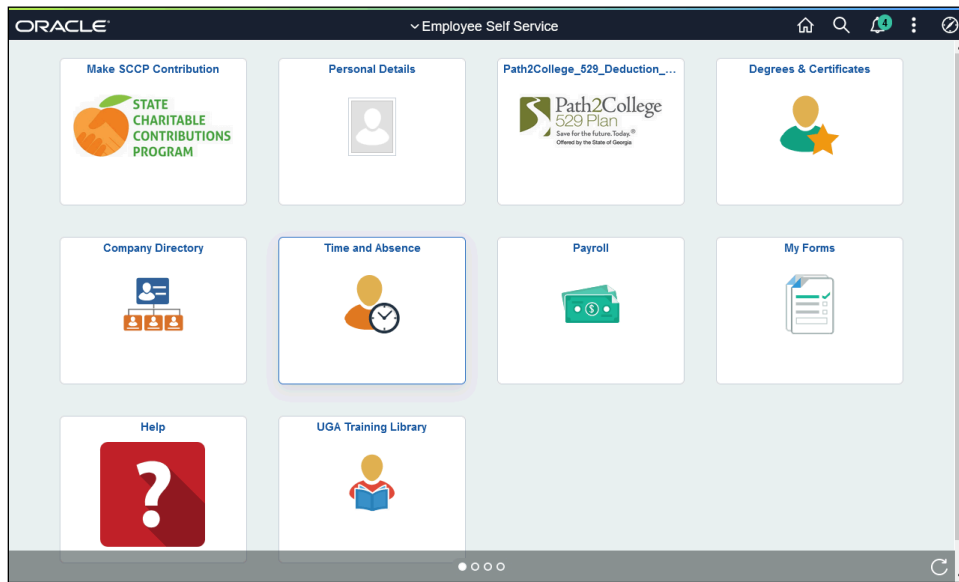 ORACLE
Employee Self Service
4
Make SCCP Contribution
STATE
CHARITABLE
CONTRIBUTIONS
PROGRAM
Personal Details
Path2College_529_Deduction_...
Path2College
529 Plan
Save for the future. Today.®
Offered by the State of Georgia
Degrees & Certificates
Company Directory
Time and Absence
Payroll
$
My Forms
Help
?
UGA Training Library